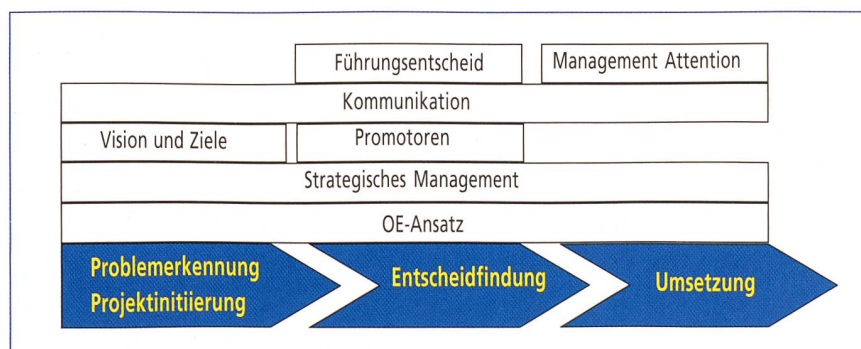 Führungsentscheid
Management Attention
Kommunikation
Vision und Ziele
Promotoren
Strategisches Management
OE-Ansatz
Problemerkennung
Projektinitiierung
Entscheidfindung
Umsetzung